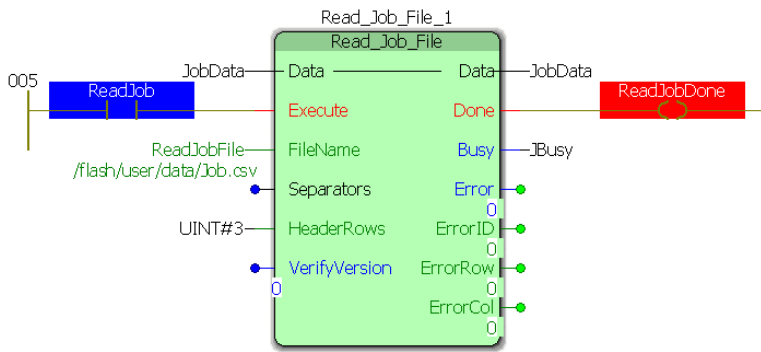 Read_Job_File_1
Read_Job_File
005
JobData Data Data JobData
ReadJob Execute Done ReadJobDone
ReadJobFile FileName Busy JBusy
/flash/user/data/Job.csv
Separators Error
0
UINT#3 HeaderRows ErrorID
0
VerifyVersion ErrorRow
0 0
ErrorCol
0